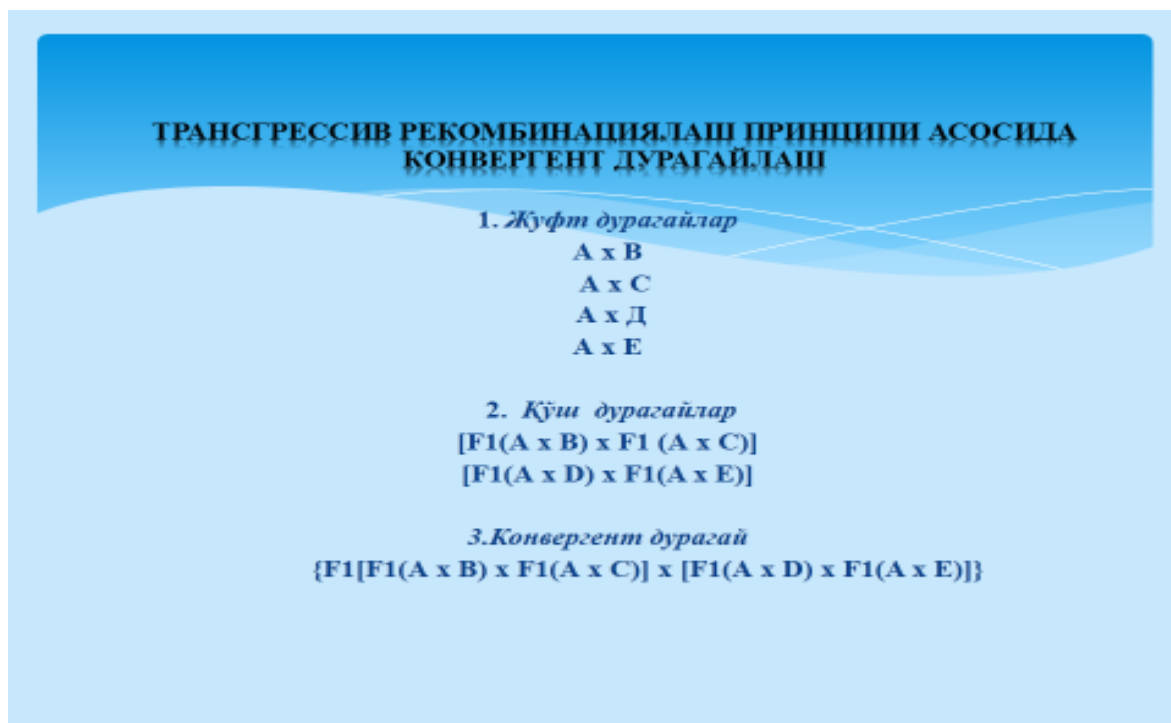 ТРАНСГРЕССИВ РЕКОМБИНАЦИЯЛАШ ПРИНЦИПИ АСОСИДА
КОНВЕРГЕНТ ДУРАГАЙЛАШ
1. Жуфт дурагайлар
А х В
А х С
А х Д
А х Е
2. Қўш дурагайлар
[F1(A x B) x F1 (A x C)]
[F1(A x D) x F1(A x E)]
3.Конвергент дурагай
{F1[F1(A x B) x F1(A x C)] x [F1(A x D) x F1(A x E)]}